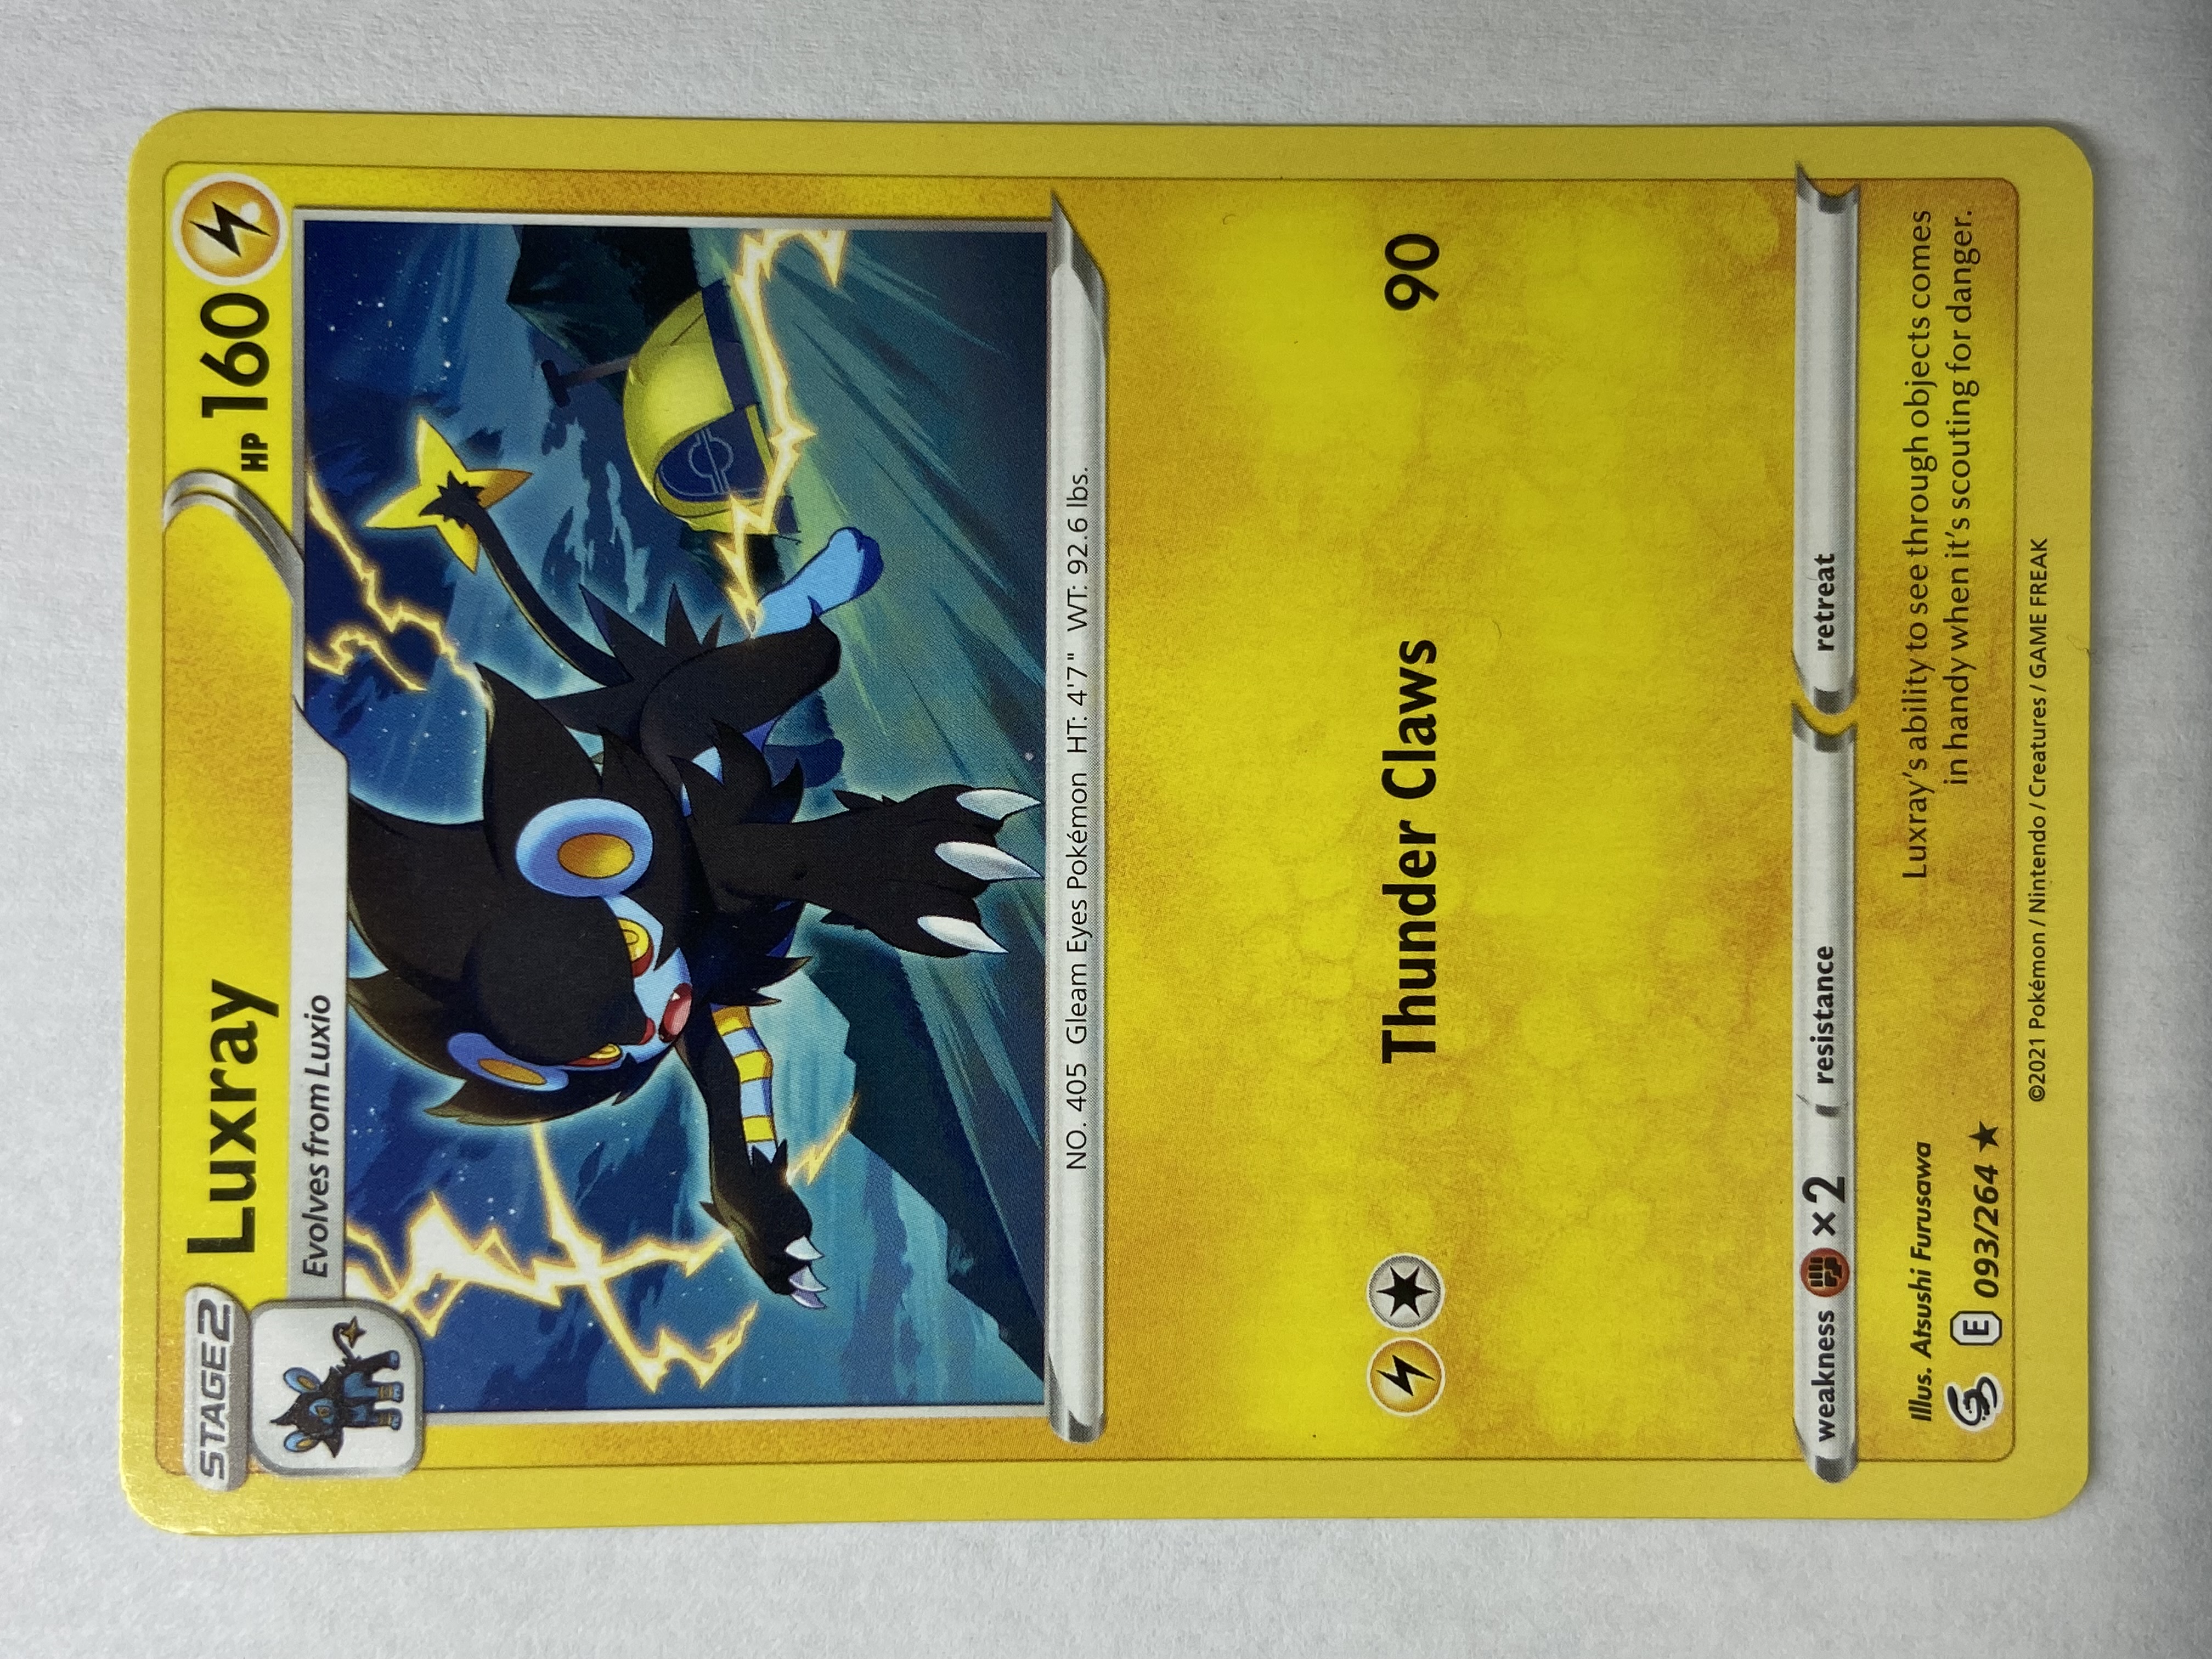 STAGE 2
Luxray
HP 160
Evolves from Luxio
NO. 405 Gleam Eyes Pokémon HT: 4'7" WT: 92.6 lbs.
Thunder Claws 90
weakness ×2 resistance retreat
Illus. Atsushi Furusawa
Luxray's ability to see through objects comes
in handy when it's scouting for danger.
E 093/264 ★
©2021 Pokémon / Nintendo / Creatures / GAME FREAK